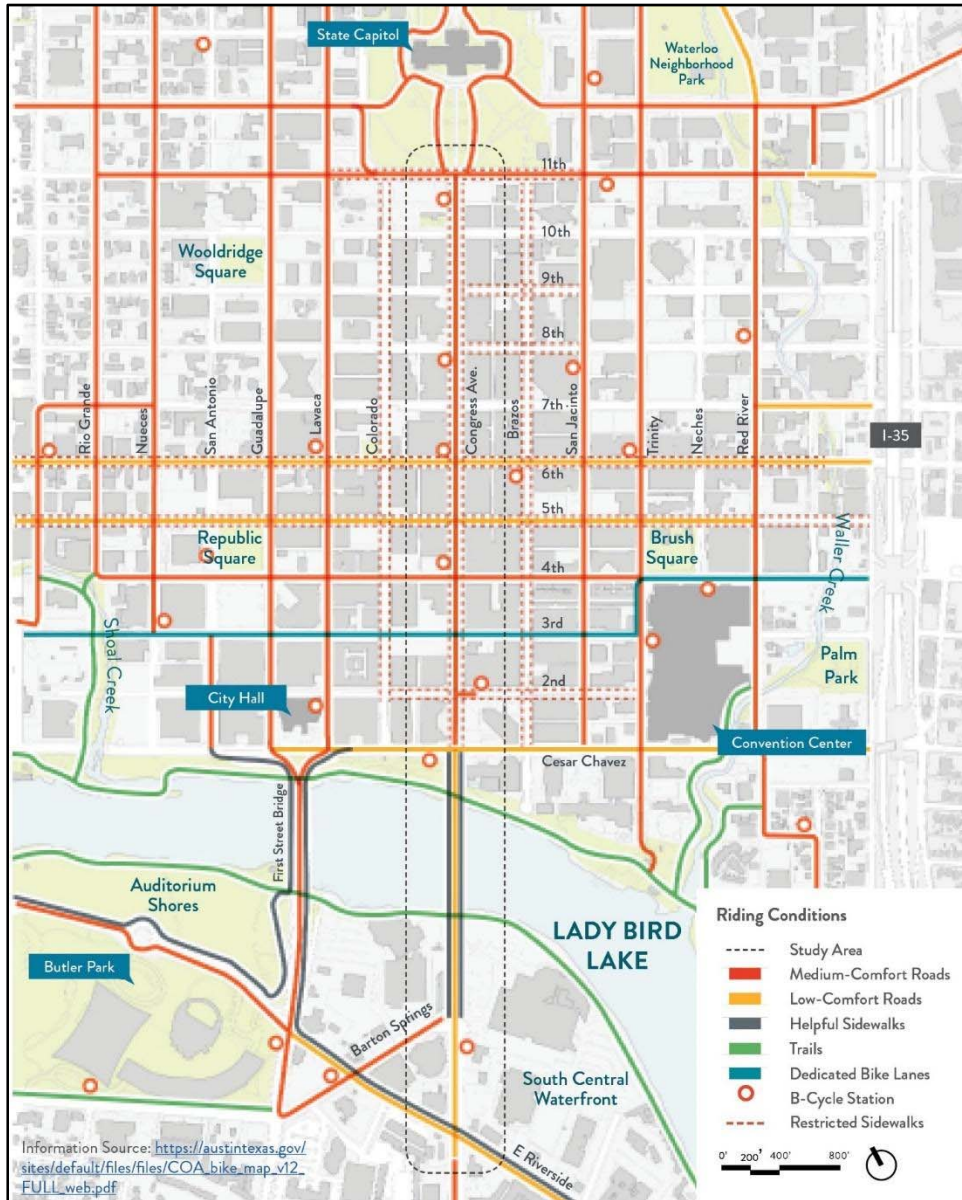 State Capitol
Waterloo
Neighborhood
Park
11th
10th
Wooldridge
Square
9th
8th
7th
Rio Grande
Nueces
San Antonio
Guadalupe
Lavaca
Colorado
Congress Ave.
Brazos
San Jacinto
Trinity
Neches
Red River
I-35
6th
5th
Republic
Square
Brush
Square
4th
Waller Creek
3rd
Shoal Creek
Palm
Park
City Hall
2nd
Convention Center
Cesar Chavez
First Street Bridge
Auditorium
Shores
LADY BIRD
LAKE
Butler Park
Barton Springs
South Central
Waterfront
E Riverside
Riding Conditions
Study Area
Medium-Comfort Roads
Low-Comfort Roads
Helpful Sidewalks
Trails
Dedicated Bike Lanes
B-Cycle Station
Restricted Sidewalks
0' 200' 400' 800'
Information Source: https://austintexas.gov/
sites/default/files/files/COA_bike_map_v12_
FULL_web.pdf